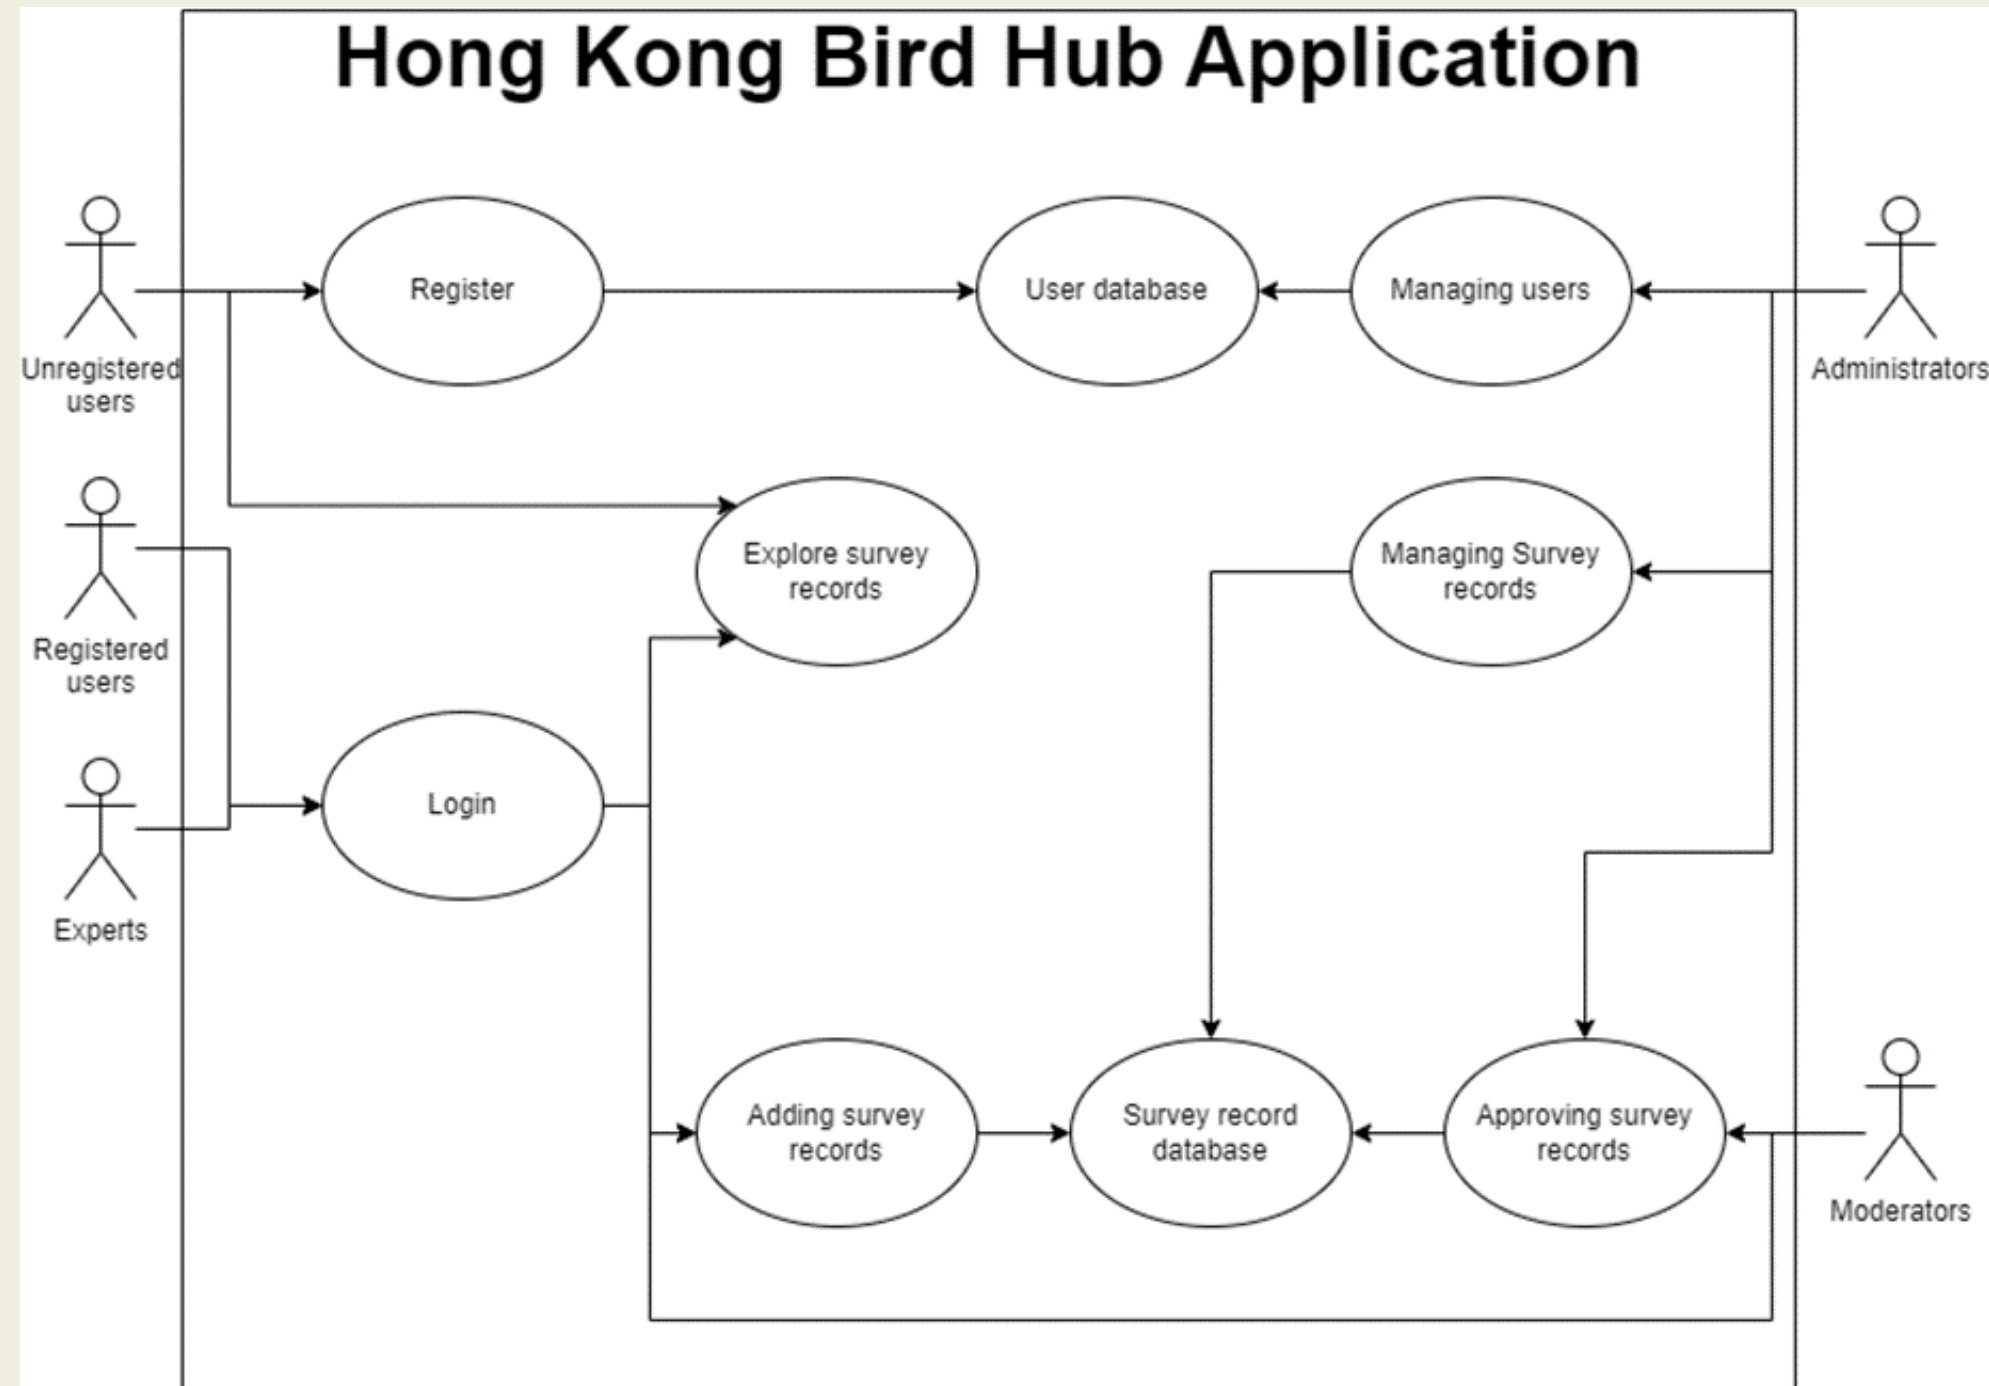 Hong Kong Bird Hub Application
Register
User database
Managing users
Unregistered
users
Administrators
Explore survey
records
Managing Survey
records
Registered
users
Login
Experts
Adding survey
records
Survey record
database
Approving survey
records
Moderators